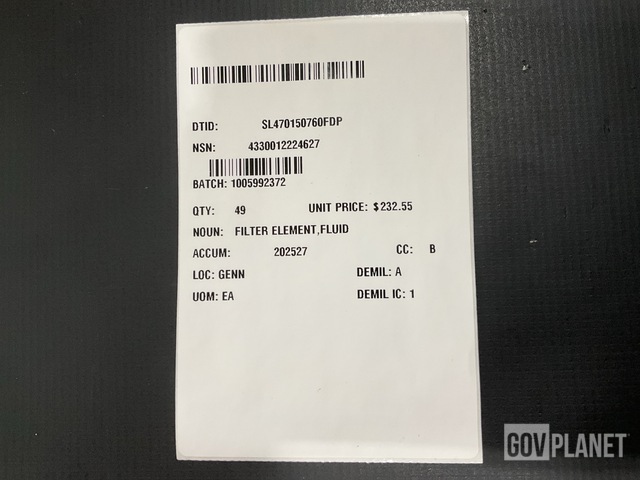 DTID: SL470150760FDP
NSN: 4330012224627
BATCH: 1005992372
QTY: 49 UNIT PRICE: $232.55
NOUN: FILTER ELEMENT,FLUID
ACCUM: 202527 CC: B
LOC: GENN DEMIL: A
UOM: EA DEMIL IC: 1
GOVPLANET